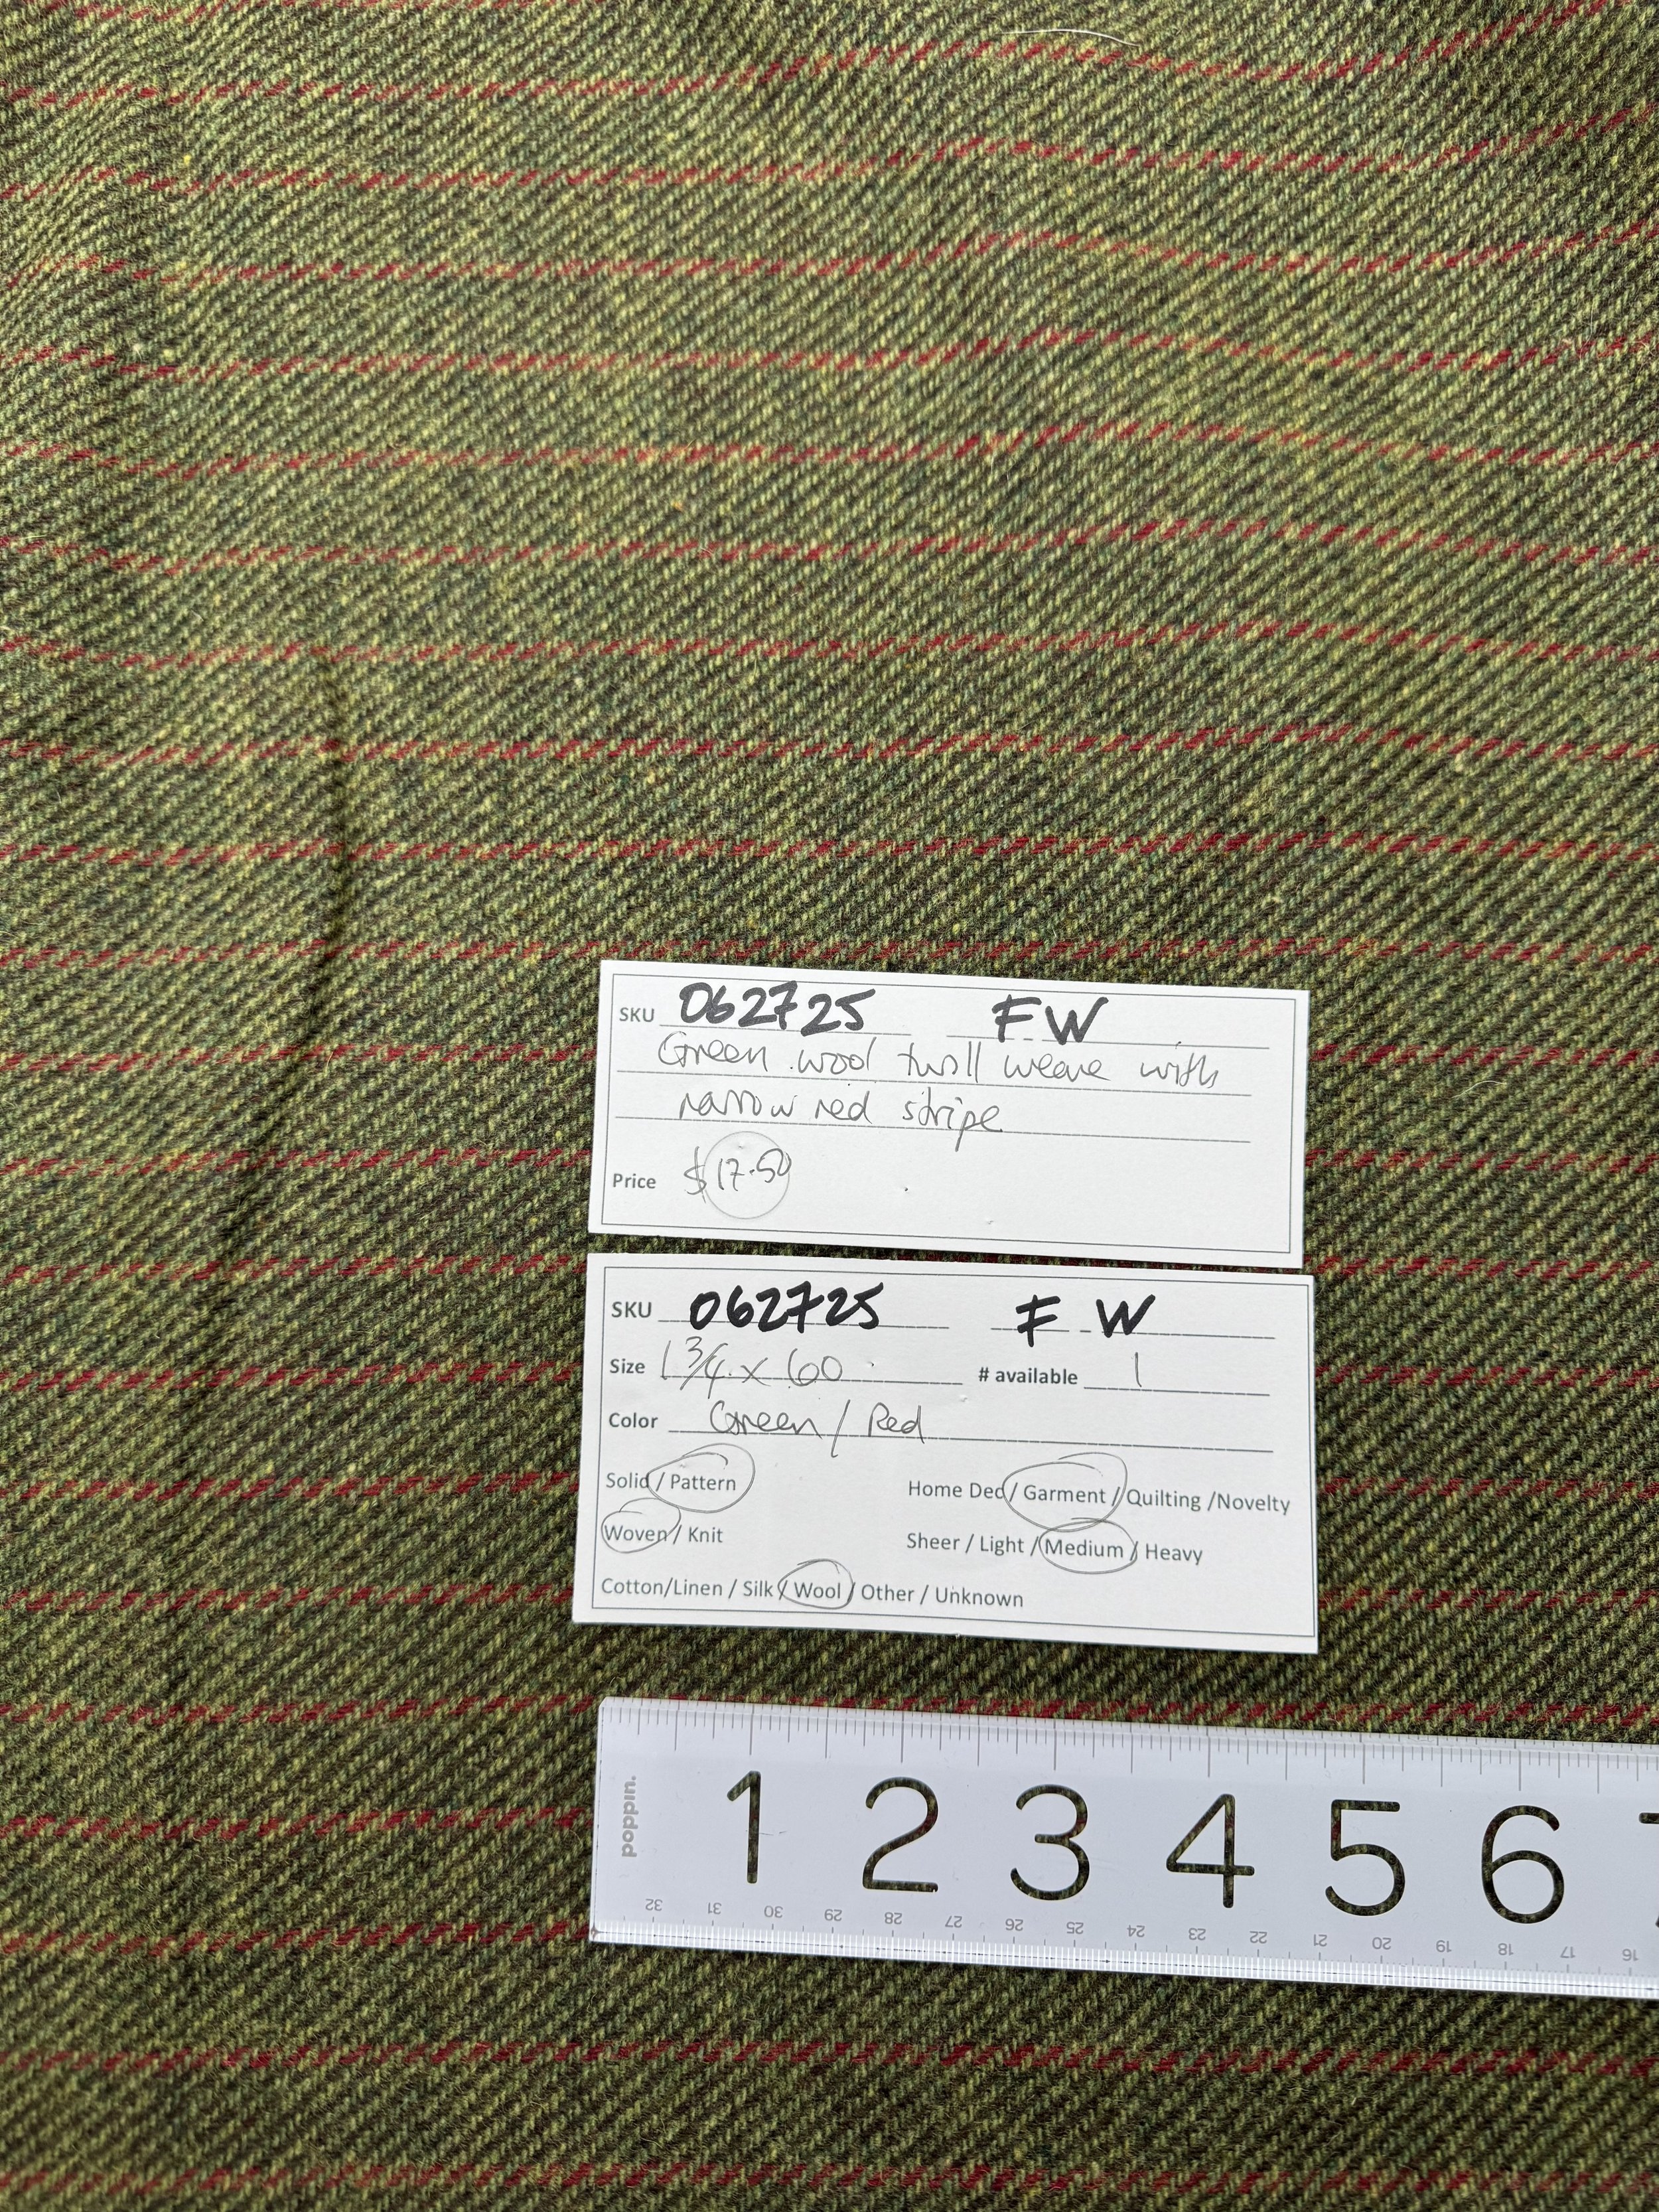 SKU 062725 FW
Green wool twill weave with
narrow red stripe
Price $17.50
SKU 062725 FW
Size 1 3/4 x 60 # available 1
Color Green / Red
Solid / Pattern Home Dec / Garment / Quilting /Novelty
Woven / Knit Sheer / Light / Medium / Heavy
Cotton/Linen / Silk / Wool / Other / Unknown
poppin.
1 2 3 4 5 6
32 31 30 29 28 27 26 25 24 23 22 21 20 19 18 17 16